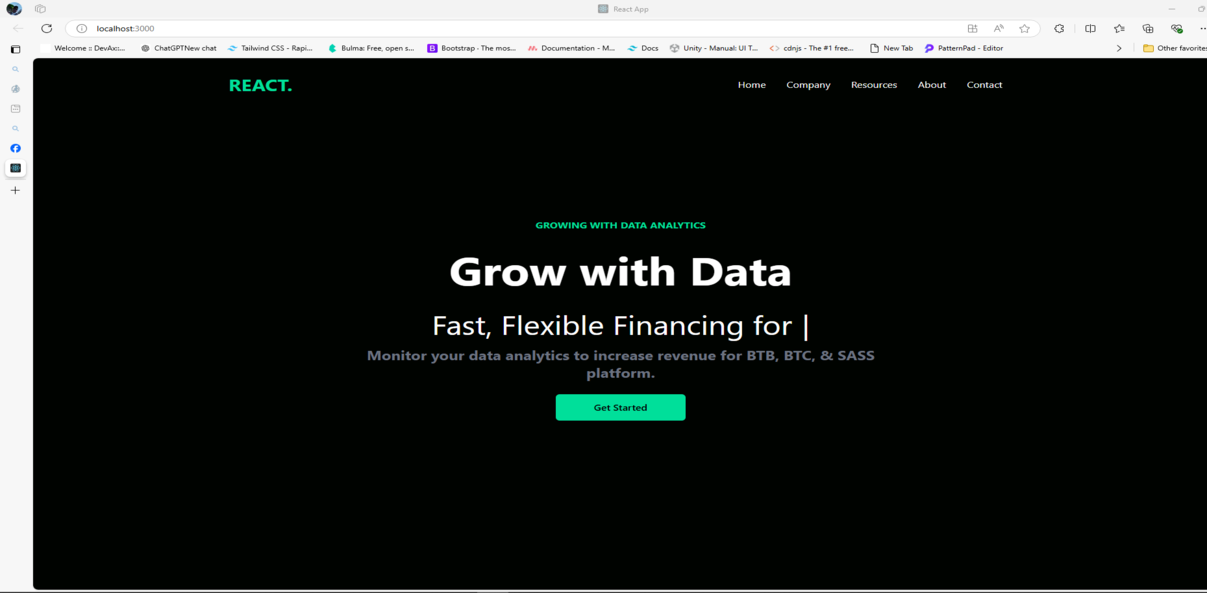 React App
localhost:3000
Welcome :: DevAxc:... ChatGPTNew chat Tailwind CSS - Rapi... Bulma: Free, open s... Bootstrap · The mos... Documentation - M... Docs Unity - Manual: UI T... cdnjs - The #1 free... New Tab PatternPad - Editor Other favorites
REACT. Home Company Resources About Contact
GROWING WITH DATA ANALYTICS
Grow with Data
Fast, Flexible Financing for |
Monitor your data analytics to increase revenue for BTB, BTC, & SASS
platform.
Get Started